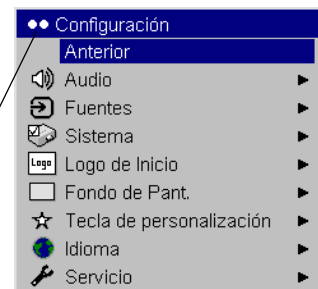 Configuración
Anterior
Audio
Fuentes
Sistema
Logo Logo de Inicio
Fondo de Pant.
Tecla de personalización
Idioma
Servicio